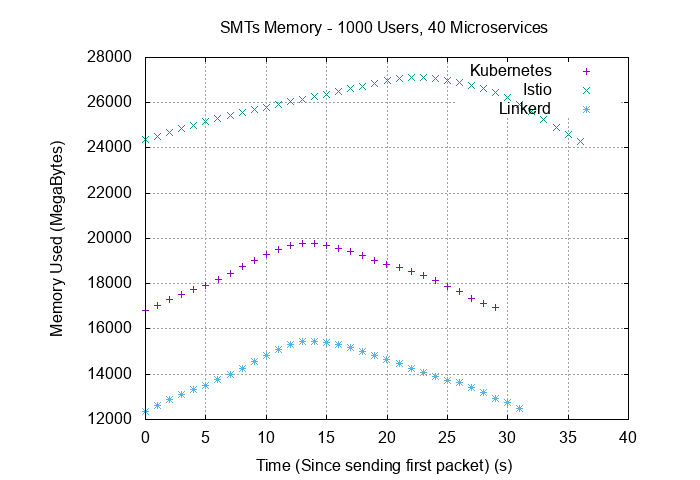 SMTs Memory - 1000 Users, 40 Microservices
28000
26000
24000
22000
20000
18000
16000
14000
12000
Memory Used (MegaBytes)
Kubernetes
Istio
Linkerd
0 5 10 15 20 25 30 35 40
Time (Since sending first packet) (s)